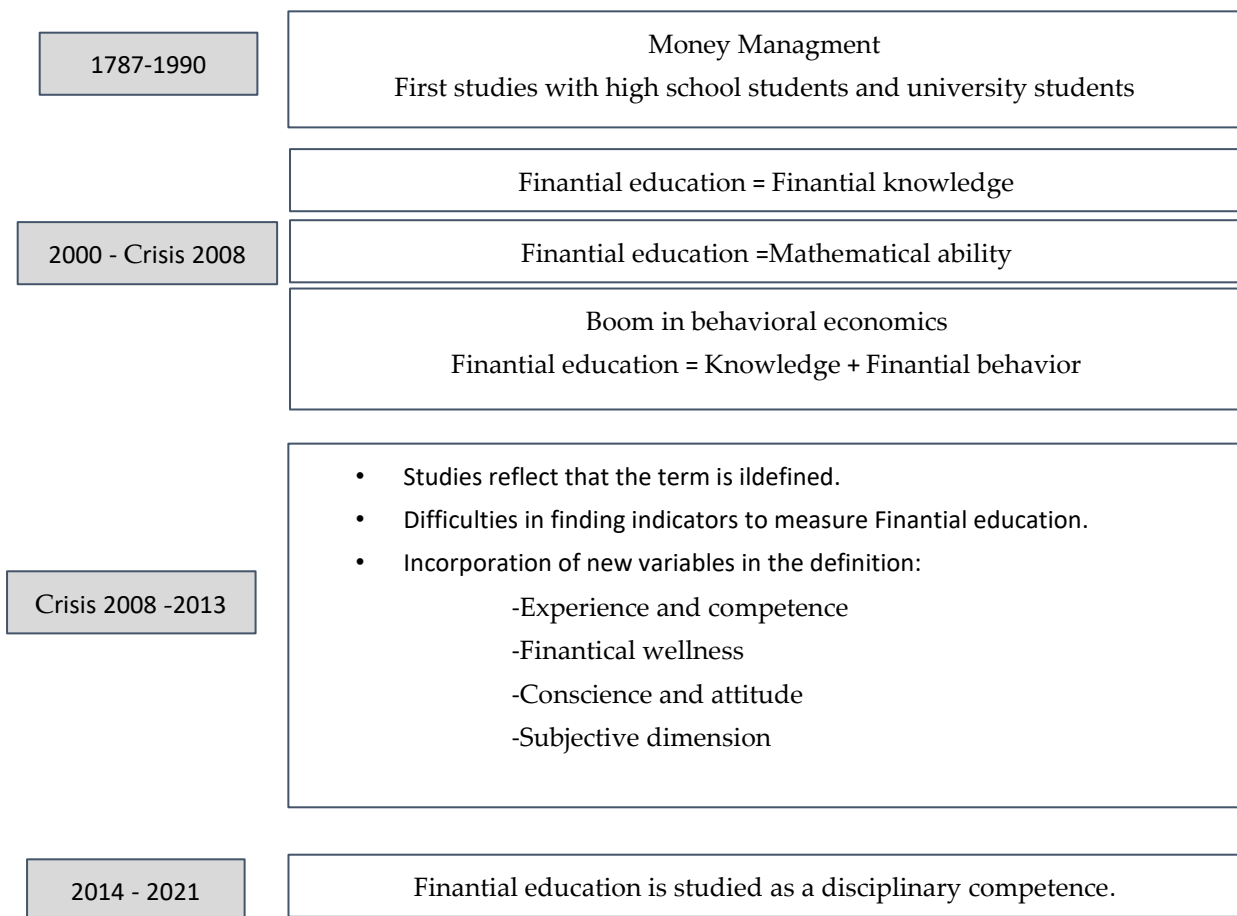 1787-1990
Money Managment
First studies with high school students and university students
Finantial education = Finantial knowledge
2000 - Crisis 2008
Finantial education =Mathematical ability
Boom in behavioral economics
Finantial education = Knowledge + Finantial behavior
• Studies reflect that the term is ildefined.
• Difficulties in finding indicators to measure Finantial education.
• Incorporation of new variables in the definition:
Crisis 2008 -2013
-Experience and competence
-Finantical wellness
-Conscience and attitude
-Subjective dimension
2014 - 2021
Finantial education is studied as a disciplinary competence.